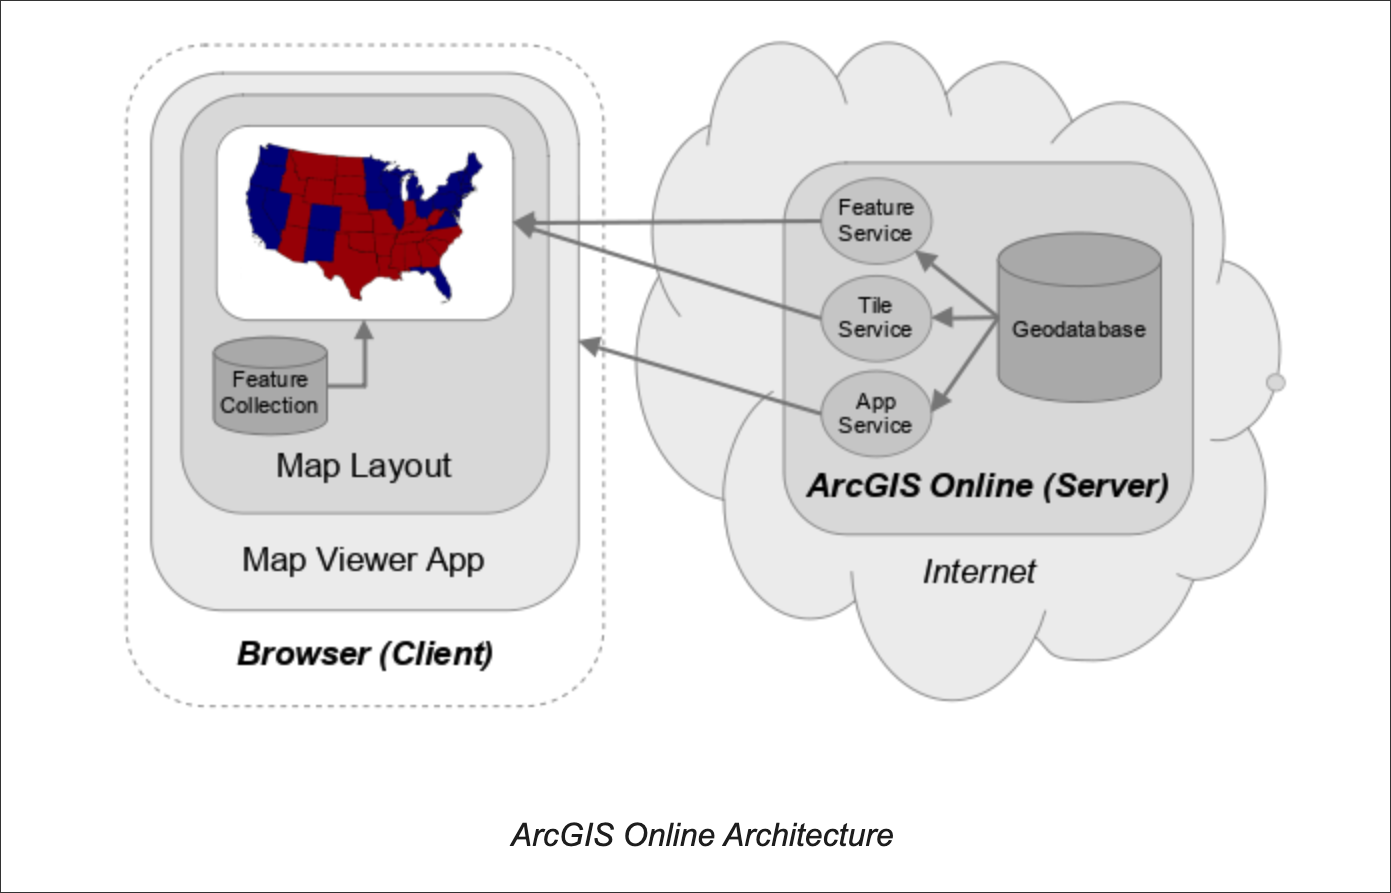 Feature
Collection
Map Layout
Map Viewer App
Browser (Client)
Feature
Service
Tile
Service
App
Service
Geodatabase
ArcGIS Online (Server)
Internet
ArcGIS Online Architecture